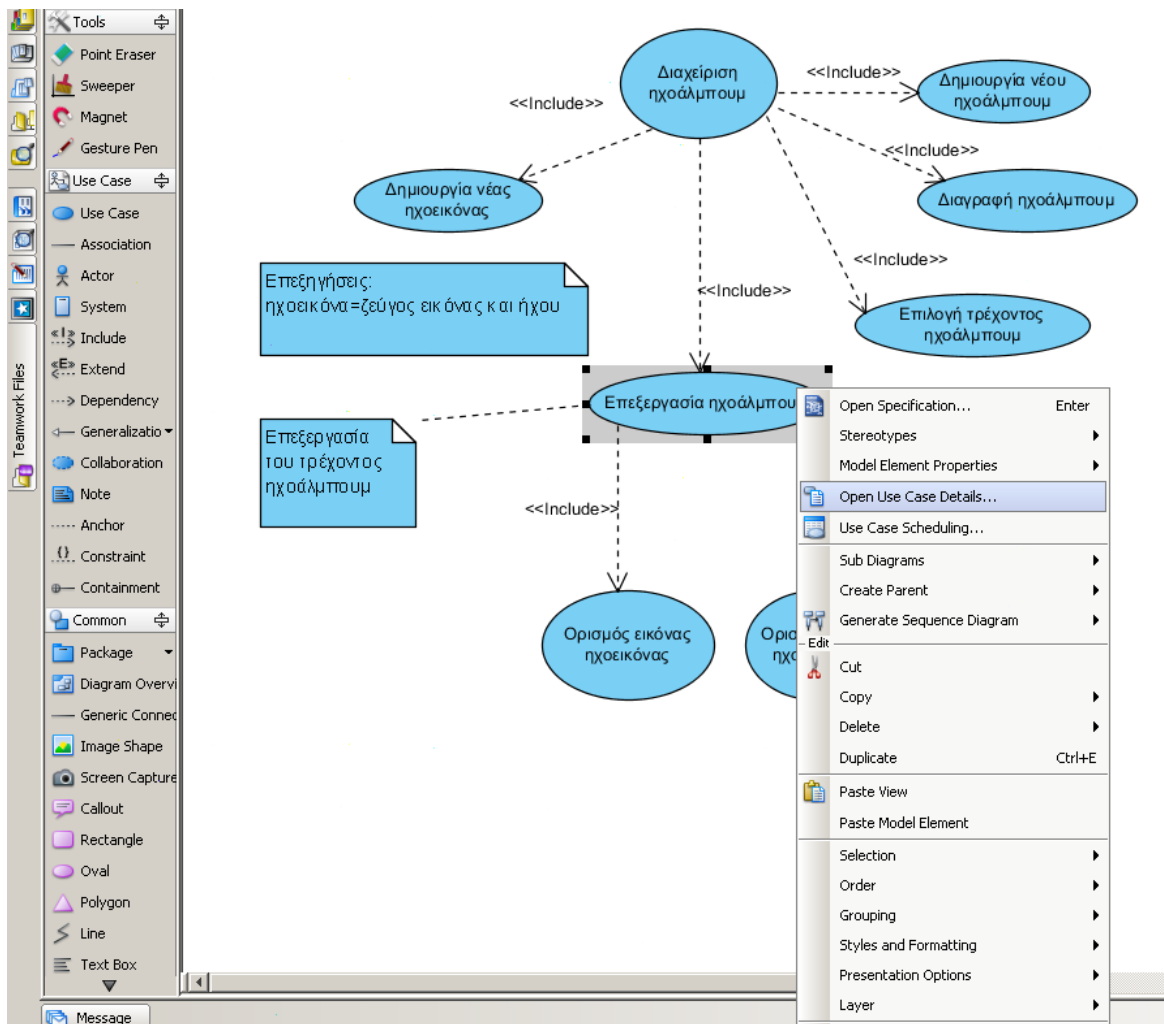 Tools
Point Eraser
Sweeper
Magnet
Gesture Pen
Use Case
Use Case
Association
Actor
System
Include
Extend
Dependency
Generalizatio
Collaboration
Note
Anchor
Constraint
Containment
Common
Package
Diagram Overvi
Generic Connec
Image Shape
Screen Capture
Callout
Rectangle
Oval
Polygon
Line
Text Box
Teamwork Files
Message
Διαχείριση
ηχοάλμπουμ
<<Include>>
Δημιουργία νέου
ηχοάλμπουμ
<<Include>>
<<Include>>
Δημιουργία νέας
ηχοεικόνας
Διαγραφή ηχοάλμπουμ
<<Include>>
Επεξηγήσεις:
ηχοεικόνα=ζεύγος εικόνας και ήχου
<<Include>>
Επιλογή τρέχοντος
ηχοάλμπουμ
Επεξεργασία ηχοάλμπου
Επεξεργασία
του τρέχοντος
ηχοάλμπουμ
<<Include>>
Ορισμός εικόνας
ηχοεικόνας
Ορισ
ηχο
Open Specification... Enter
Stereotypes
Model Element Properties
Open Use Case Details...
Use Case Scheduling...
Sub Diagrams
Create Parent
Generate Sequence Diagram
Edit
Cut
Copy
Delete
Duplicate Ctrl+E
Paste View
Paste Model Element
Selection
Order
Grouping
Styles and Formatting
Presentation Options
Layer